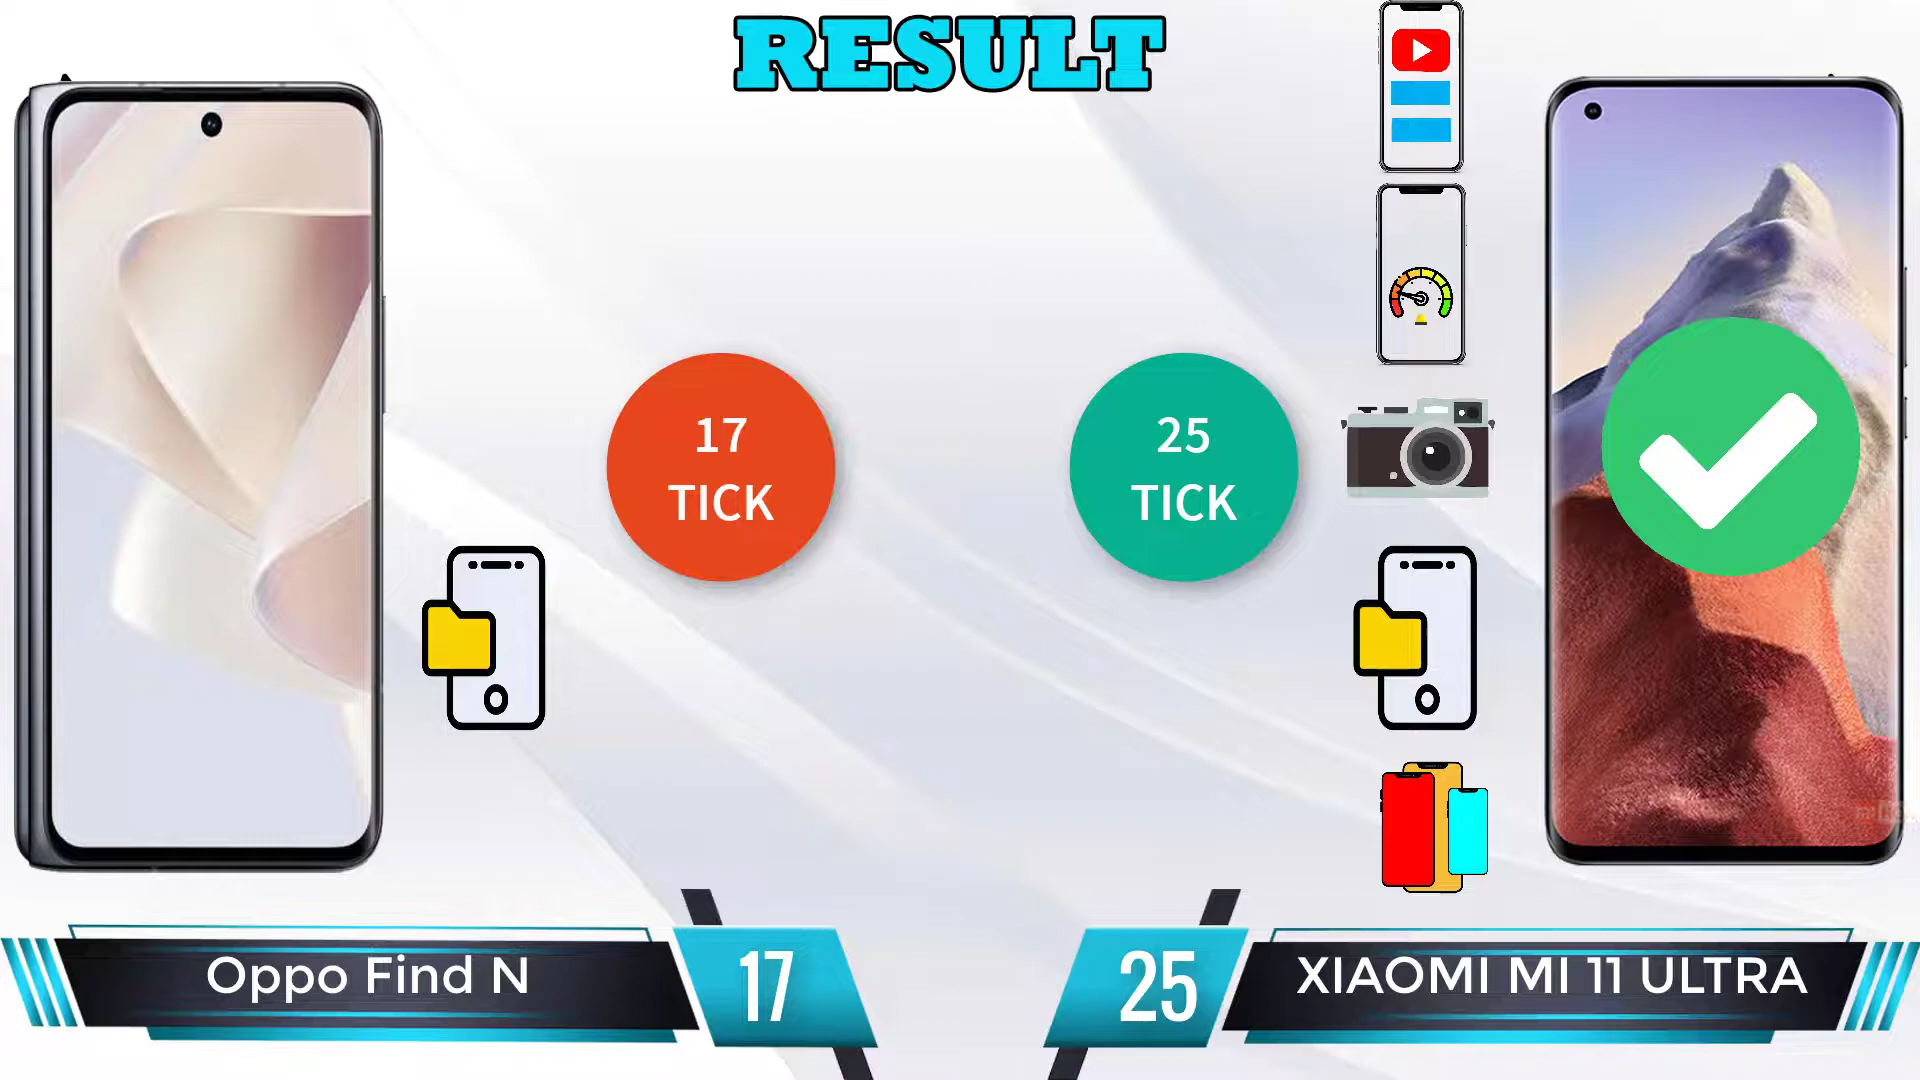 RESULT
17
TICK
25
TICK
Oppo Find N
17
25
XIAOMI MI 11 ULTRA